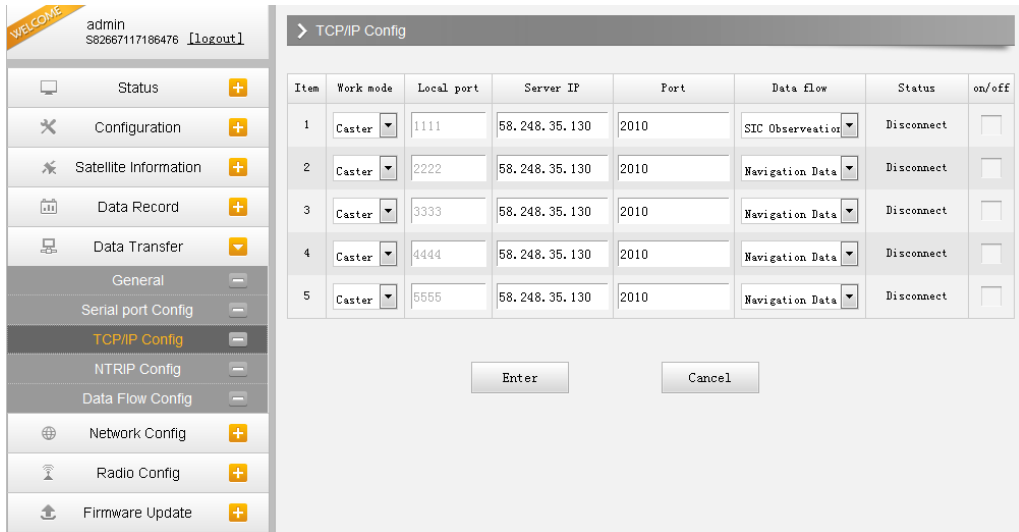 WELCOME
admin
S82667117186476 [logout]
Status
Configuration
Satellite Information
Data Record
Data Transfer
General
Serial port Config
TCP/IP Config
NTRIP Config
Data Flow Config
Network Config
Radio Config
Firmware Update
TCP/IP Config
Item Work mode Local port Server IP Port Data flow Status on/off
1 Caster 1111 58.248.35.130 2010 SIC Observeation Disconnect
2 Caster 2222 58.248.35.130 2010 Navigation Data Disconnect
3 Caster 3333 58.248.35.130 2010 Navigation Data Disconnect
4 Caster 4444 58.248.35.130 2010 Navigation Data Disconnect
5 Caster 5555 58.248.35.130 2010 Navigation Data Disconnect
Enter Cancel